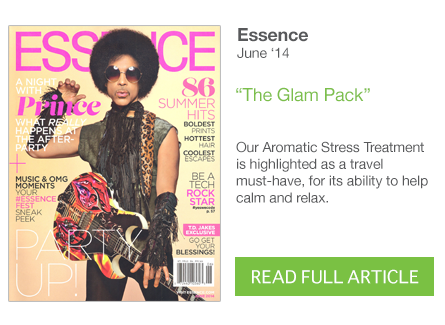 ESSENCE
A NIGHT
WITH
Prince
WHAT REALLY
HAPPENS AT
THE AFTER-
PARTY
+
MUSIC & OMG
MOMENTS
YOUR
#ESSENCE
FEST
SNEAK
PEEK
PARTY
UP!
86
SUMMER
HITS
BOLDEST
PRINTS
HOTTEST
HAIR
COOLEST
ESCAPES
BE A
TECH
ROCK
STAR
T.D. JAKES
EXCLUSIVE
GO GET
YOUR
BLESSINGS!
Essence
June ‘14
“The Glam Pack”
Our Aromatic Stress Treatment
is highlighted as a travel
must-have, for its ability to help
calm and relax.
READ FULL ARTICLE